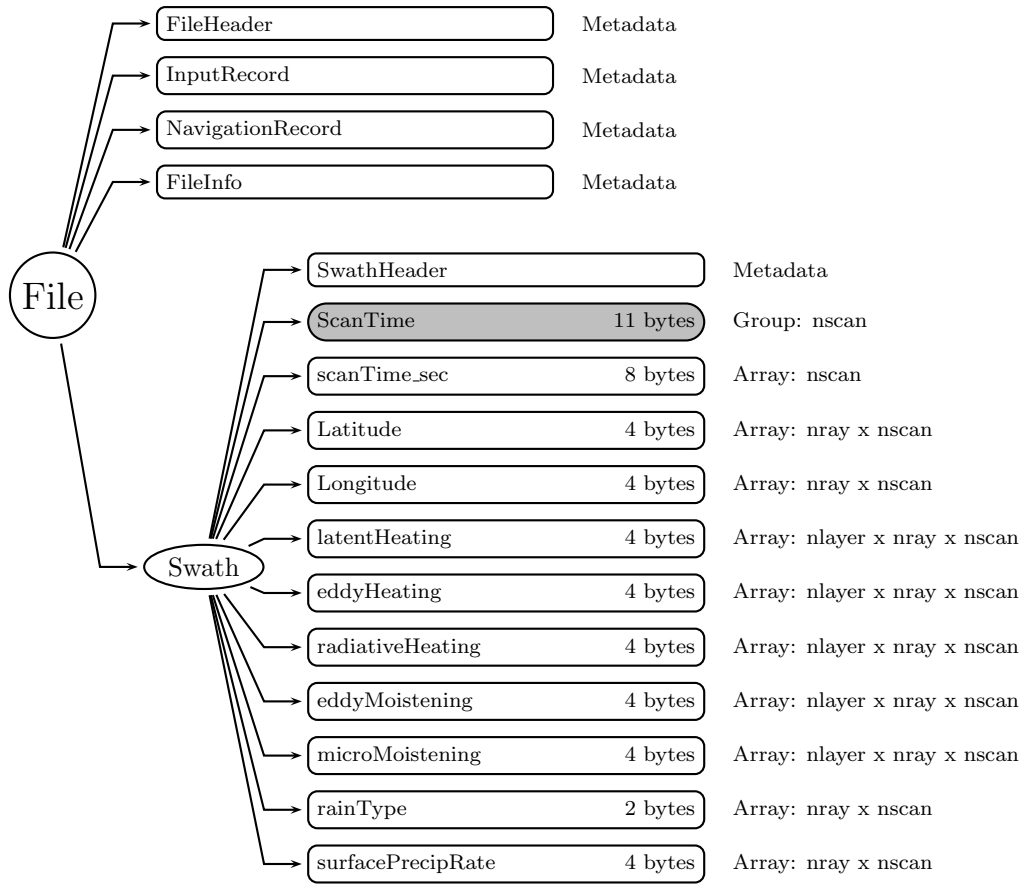 FileHeader Metadata
InputRecord Metadata
NavigationRecord Metadata
FileInfo Metadata
File
SwathHeader Metadata
ScanTime 11 bytes Group: nscan
scanTime_sec 8 bytes Array: nscan
Latitude 4 bytes Array: nray x nscan
Longitude 4 bytes Array: nray x nscan
latentHeating 4 bytes Array: nlayer x nray x nscan
Swath
eddyHeating 4 bytes Array: nlayer x nray x nscan
radiativeHeating 4 bytes Array: nlayer x nray x nscan
eddyMoistening 4 bytes Array: nlayer x nray x nscan
microMoistening 4 bytes Array: nlayer x nray x nscan
rainType 2 bytes Array: nray x nscan
surfacePrecipRate 4 bytes Array: nray x nscan